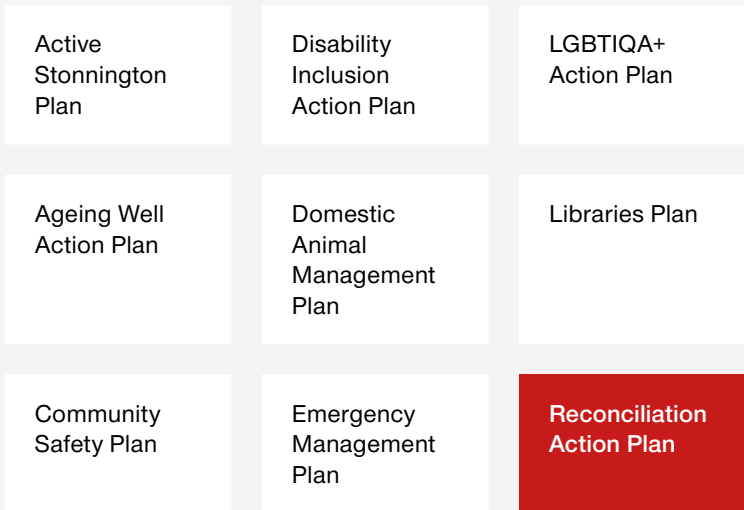 Active
Stonnington
Plan
Disability
Inclusion
Action Plan
LGBTIQA+
Action Plan
Ageing Well
Action Plan
Domestic
Animal
Management
Plan
Libraries Plan
Community
Safety Plan
Emergency
Management
Plan
Reconciliation
Action Plan